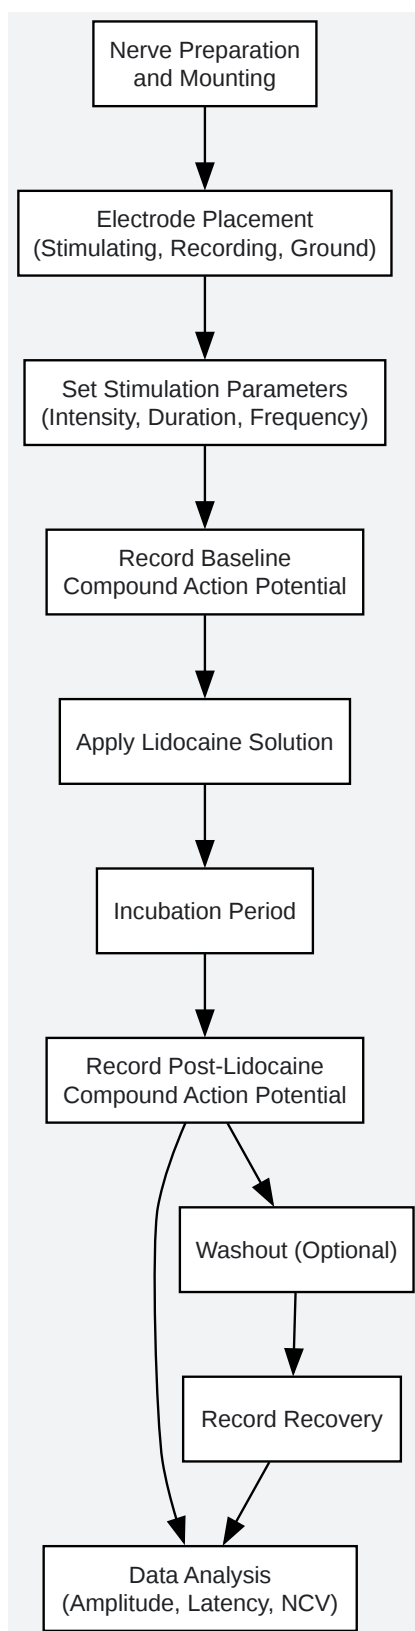 Nerve Preparation
and Mounting
Electrode Placement
(Stimulating, Recording, Ground)
Set Stimulation Parameters
(Intensity, Duration, Frequency)
Record Baseline
Compound Action Potential
Apply Lidocaine Solution
Incubation Period
Record Post-Lidocaine
Compound Action Potential
Washout (Optional)
Record Recovery
Data Analysis
(Amplitude, Latency, NCV)